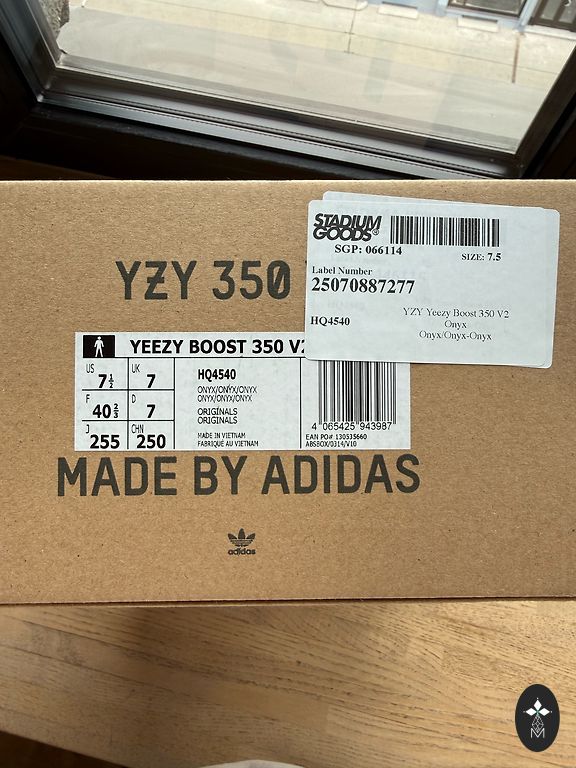 STADIUM
GOODS®
SGP: 066114
SIZE: 7.5
Label Number
25070887277
HQ4540
YZY Yeezy Boost 350 V2
Onyx
Onyx/Onyx-Onyx
YZY 350
YEEZY BOOST 350 V2
US
7½
UK
7
F
40⅔
D
7
J
255
CHN
250
HQ4540
ONYX/ONYX/ONYX
ONYX/ONYX/ONYX
ORIGINALS
ORIGINALS
MADE IN VIETNAM
FABRIQUE AU VIETNAM
4 065425 943987
EAN PO# 130535660
ABSBOX/0314/V10
MADE BY ADIDAS
adidas
M